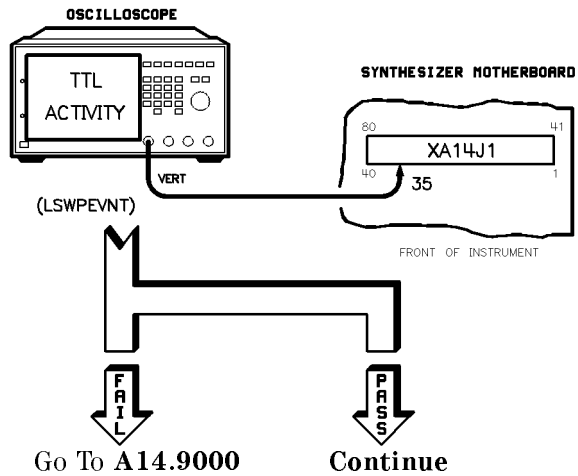 OSCILLOSCOPE
TTL
ACTIVITY
VERT
SYNTHESIZER MOTHERBOARD
80
41
XA14J1
40
1
35
(LSWPEVNT)
FRONT OF INSTRUMENT
FAIL
PASS
Go To A14.9000
Continue